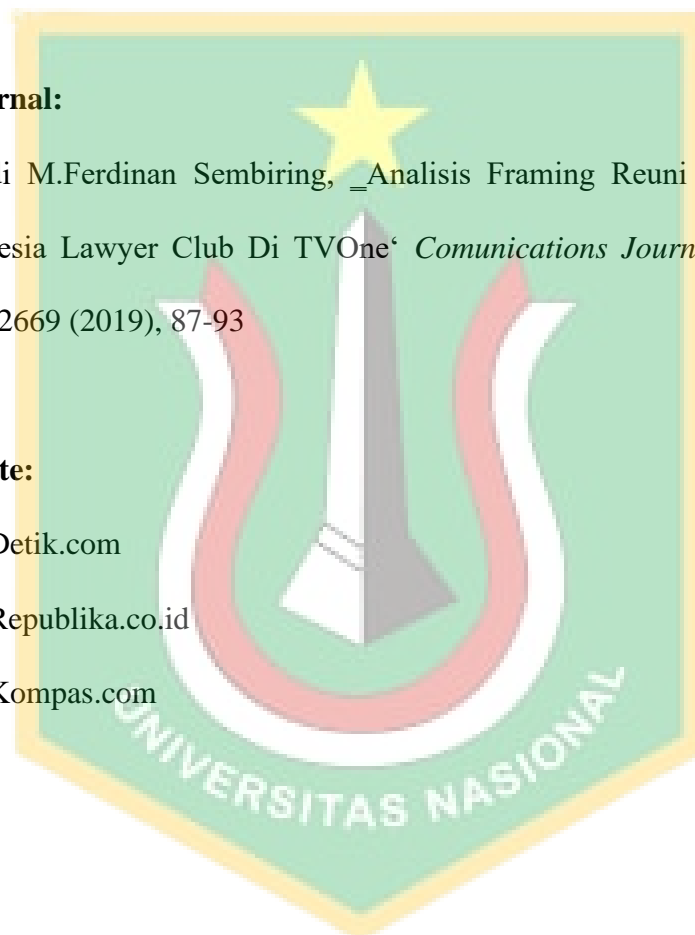 rnal:
i M.Ferdinan Sembiring, ‗Analisis Framing Reuni
esia Lawyer Club Di TVOne‘ Comunications Journ
2669 (2019), 87-93
te:
Detik.com
Republika.co.id
Kompas.com
UNIVERSITAS NASIONAL